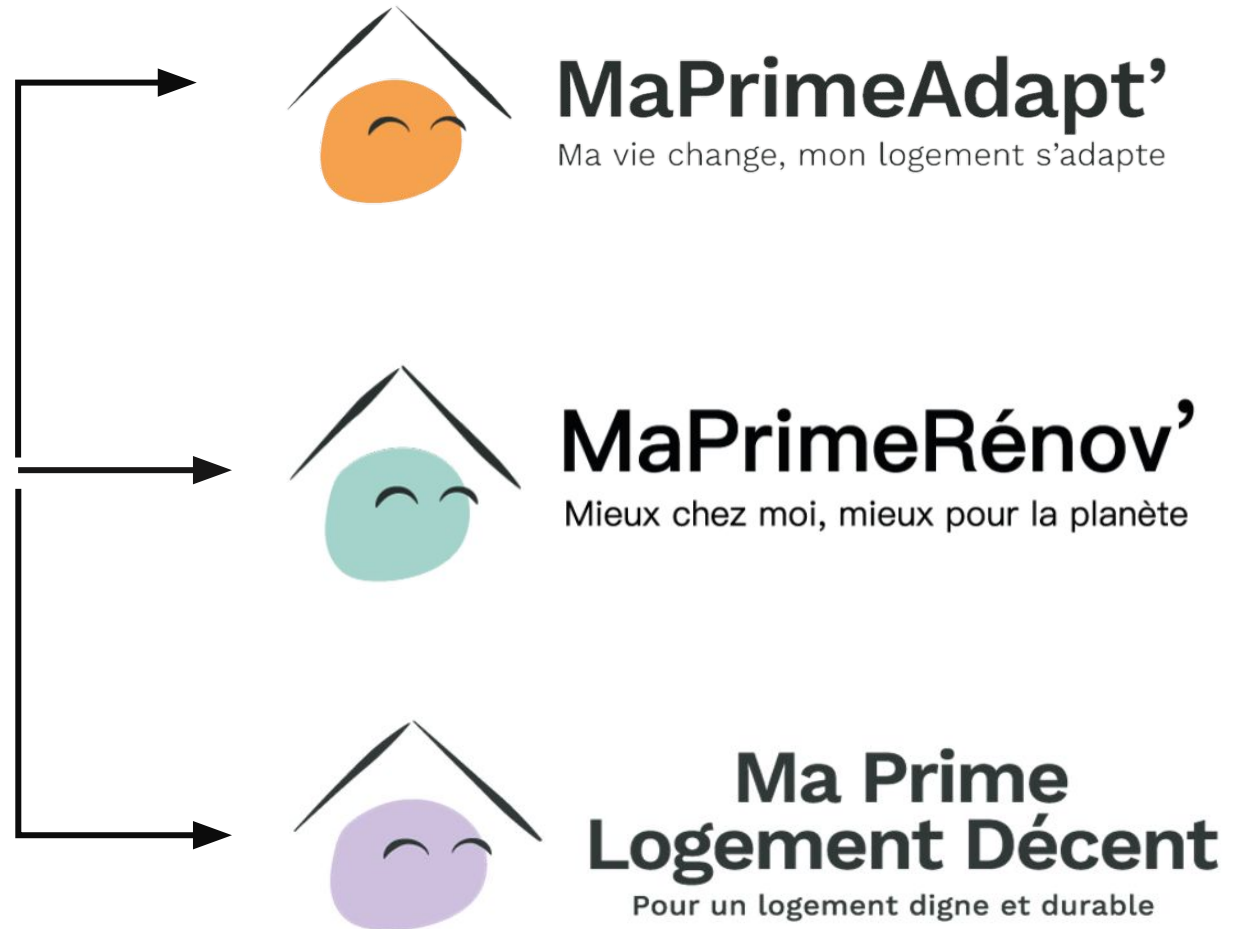 MaPrimeAdapt’
Ma vie change, mon logement s’adapte
MaPrimeRénov’
Mieux chez moi, mieux pour la planète
Ma Prime
Logement Décent
Pour un logement digne et durable